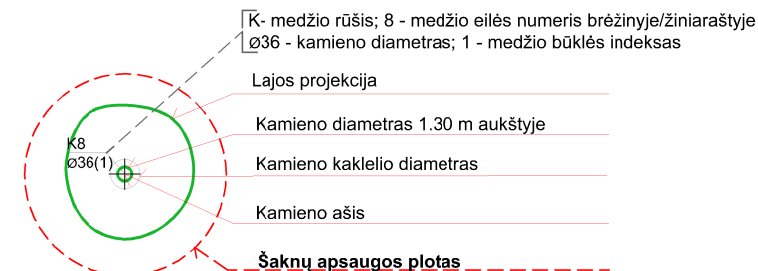 K- medžio rūšis; 8 - medžio eilės numeris brėžinyje/žiniaraštyje
Ø36 - kamieno diametras; 1 - medžio būklės indeksas
Lajos projekcija
Kamieno diametras 1.30 m aukštyje
K8
Ø36(1)
Kamieno kaklelio diametras
Kamieno ašis
Šaknų apsaugos plotas